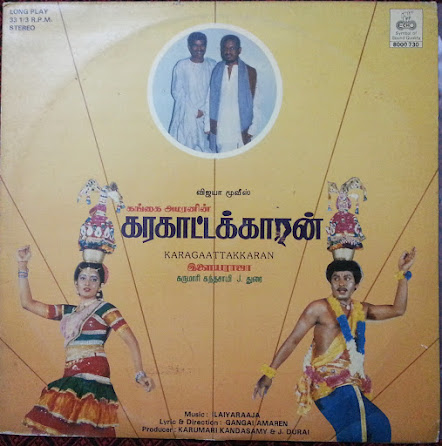 LONG PLAY
33 1/3 R.P.M.
STEREO
6002 730
விஜயா மூவீஸ்
கங்கை அமரனின்
கரகாட்டக்காரன்
KARAGAATTAKKARAN
இளையராஜா
கருமாரி கந்தசாமி J. துரை
Music : ILAIYARAAJA
Lyric & Direction : GANGAI AMAREN
Producer : KARUMARI KANDASAMY & J. DURAI